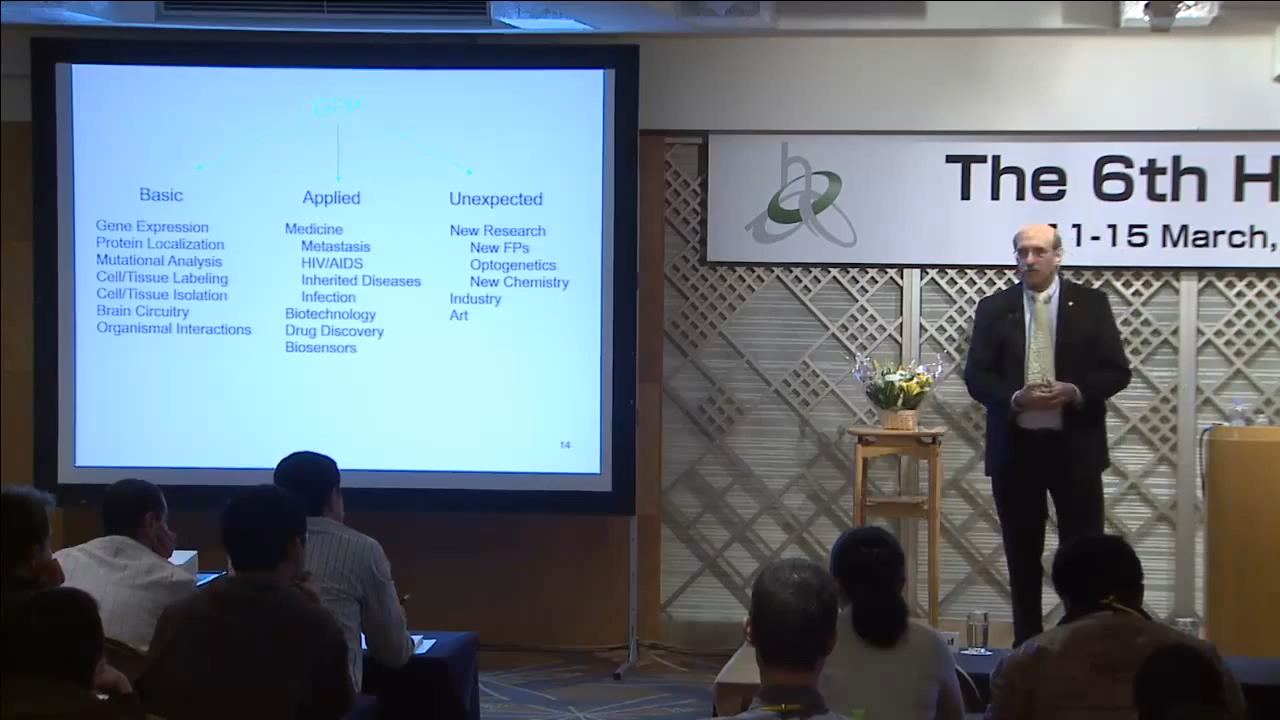 GFP
Basic
Gene Expression
Protein Localization
Mutational Analysis
Cell/Tissue Labeling
Cell/Tissue Isolation
Brain Circuitry
Organismal Interactions
Applied
Medicine
Metastasis
HIV/AIDS
Inherited Diseases
Infection
Biotechnology
Drug Discovery
Biosensors
Unexpected
New Research
New FPs
Optogenetics
New Chemistry
Industry
Art
14
The 6th H
11-15 March,